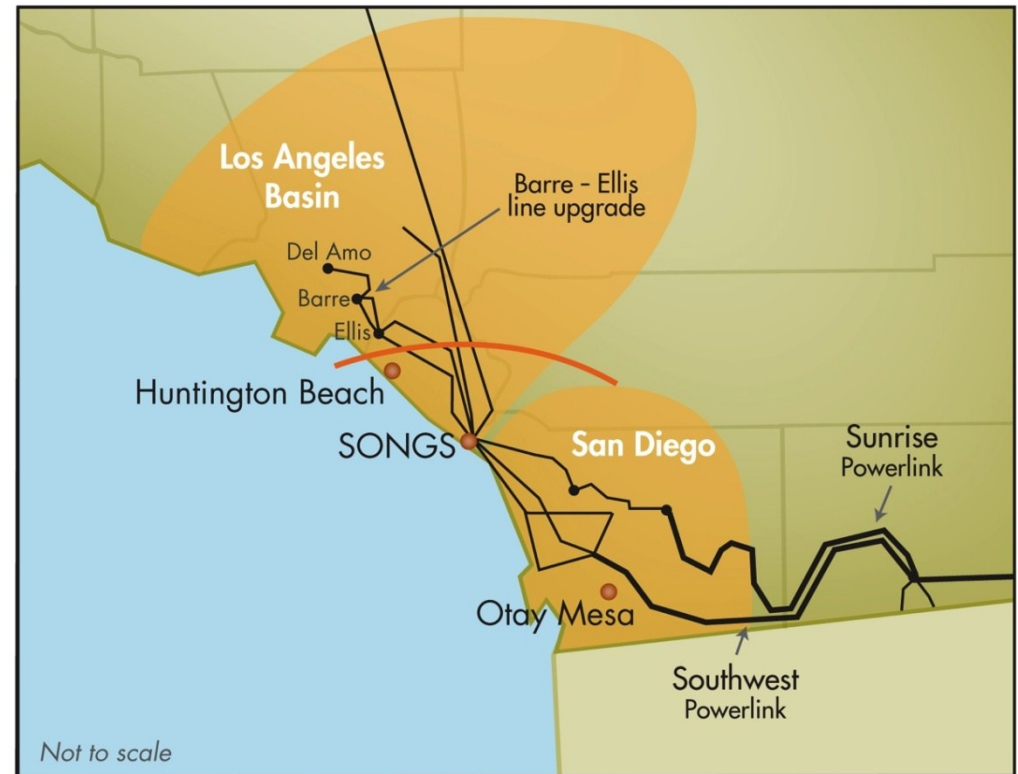 Los Angeles
Basin
Barre - Ellis
line upgrade
Del Amo
Barre
Ellis
Huntington Beach
SONGS
San Diego
Sunrise
Powerlink
Otay Mesa
Southwest
Powerlink
Not to scale